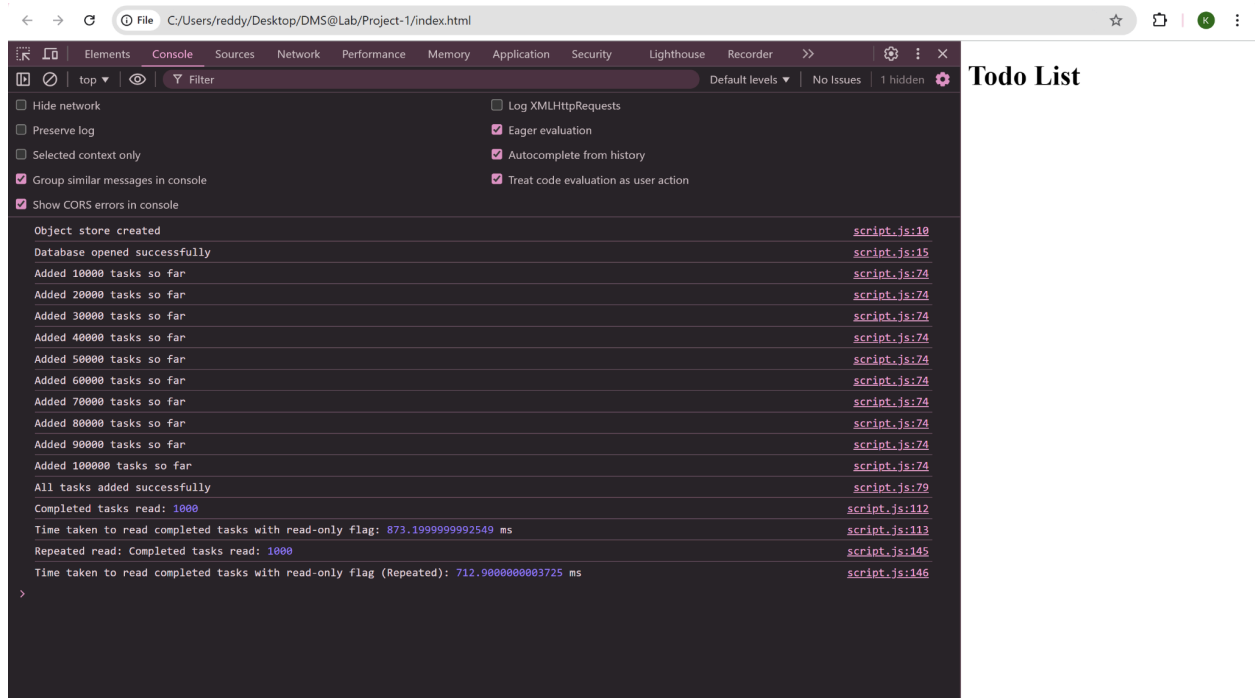 File C:/Users/reddy/Desktop/DMS@Lab/Project-1/index.html K
Elements Console Sources Network Performance Memory Application Security Lighthouse Recorder
top Filter Default levels No Issues 1 hidden
Hide network
Log XMLHttpRequests
Preserve log
Eager evaluation
Selected context only
Autocomplete from history
Group similar messages in console
Treat code evaluation as user action
Show CORS errors in console
Object store created script.js:10
Database opened successfully script.js:15
Added 10000 tasks so far script.js:74
Added 20000 tasks so far script.js:74
Added 30000 tasks so far script.js:74
Added 40000 tasks so far script.js:74
Added 50000 tasks so far script.js:74
Added 60000 tasks so far script.js:74
Added 70000 tasks so far script.js:74
Added 80000 tasks so far script.js:74
Added 90000 tasks so far script.js:74
Added 100000 tasks so far script.js:74
All tasks added successfully script.js:79
Completed tasks read: 1000 script.js:112
Time taken to read completed tasks with read-only flag: 873.1999999992549 ms script.js:113
Repeated read: Completed tasks read: 1000 script.js:145
Time taken to read completed tasks with read-only flag (Repeated): 712.9000000003725 ms script.js:146
Todo List